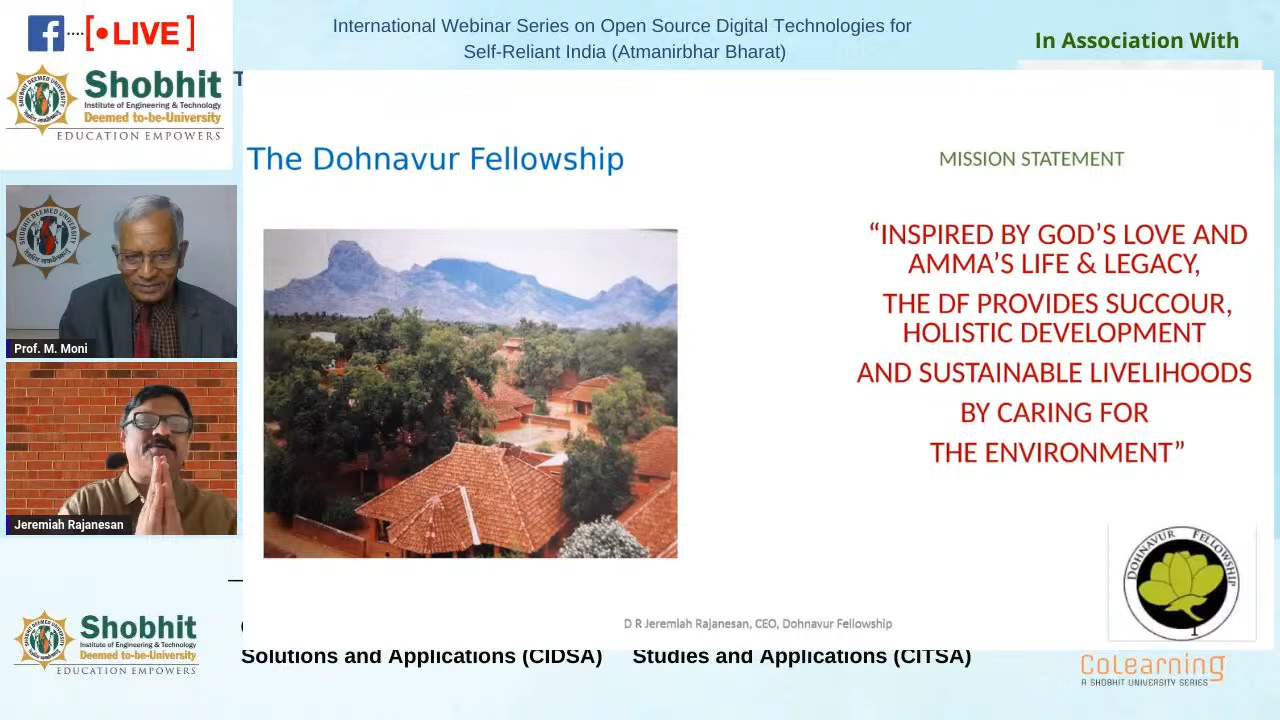 International Webinar Series on Open Source Digital Technologies for
Self-Reliant India (Atmanirbhar Bharat)
In Association With
LIVE
Shobhit
Institute of Engineering & Technology
Deemed to-be-University
EDUCATION EMPOWERS
T
The Dohnavur Fellowship
MISSION STATEMENT
“INSPIRED BY GOD’S LOVE AND
AMMA’S LIFE & LEGACY,
THE DF PROVIDES SUCCOUR,
HOLISTIC DEVELOPMENT
AND SUSTAINABLE LIVELIHOODS
BY CARING FOR
THE ENVIRONMENT”
SHOBHIT DEEMED UNIVERSITY
Prof. M. Moni
Jeremiah Rajanesan
DOHNAVUR FELLOWSHIP
1
D R Jeremiah Rajanesan, CEO, Dohnavur Fellowship
Shobhit
Institute of Engineering & Technology
Deemed to-be-University
EDUCATION EMPOWERS
Solutions and Applications (CIDSA) Studies and Applications (CITSA)
CoLearning
A SHOBHIT UNIVERSITY SERIES